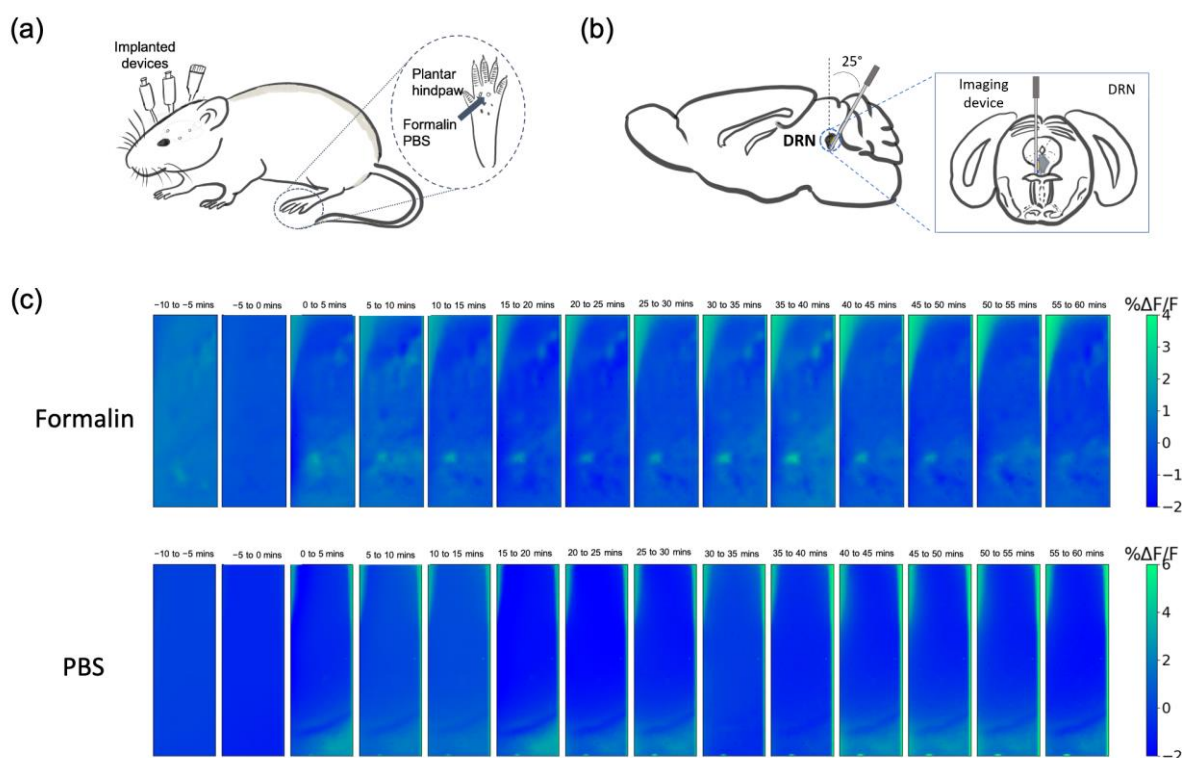 (a)
Implanted
devices
Plantar
hindpaw
Formalin
PBS
(b)
25°
DRN
Imaging
device
DRN
(c)
−10 to −5 mins −5 to 0 mins 0 to 5 mins 5 to 10 mins 10 to 15 mins 15 to 20 mins 20 to 25 mins 25 to 30 mins 30 to 35 mins 35 to 40 mins 40 to 45 mins 45 to 50 mins 50 to 55 mins 55 to 60 mins
%ΔF/F
4
3
2
1
0
−1
−2
Formalin
−10 to −5 mins −5 to 0 mins 0 to 5 mins 5 to 10 mins 10 to 15 mins 15 to 20 mins 20 to 25 mins 25 to 30 mins 30 to 35 mins 35 to 40 mins 40 to 45 mins 45 to 50 mins 50 to 55 mins 55 to 60 mins
%ΔF/F
6
4
2
0
−2
PBS